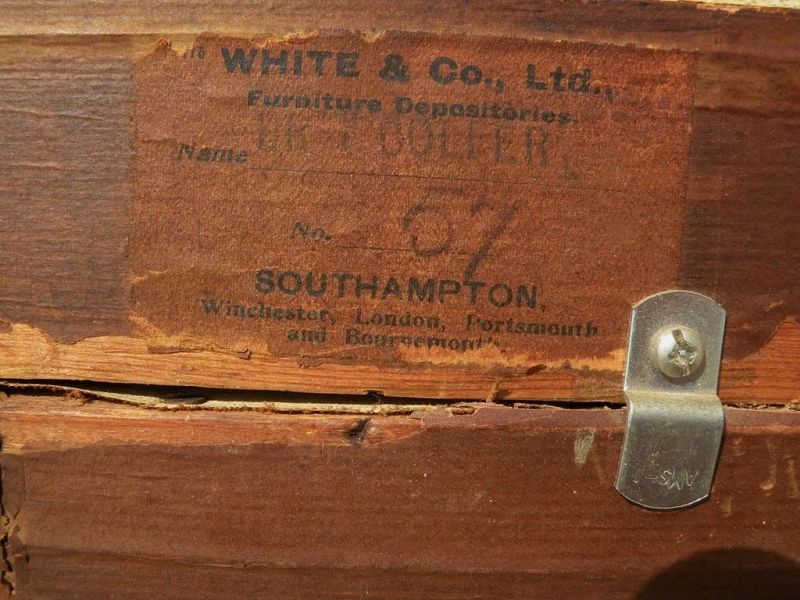 WHITE & Co., Ltd.,
Furniture Depositories.
Name
No. 57
SOUTHAMPTON,
Winchester, London, Portsmouth
and Bournemouth.